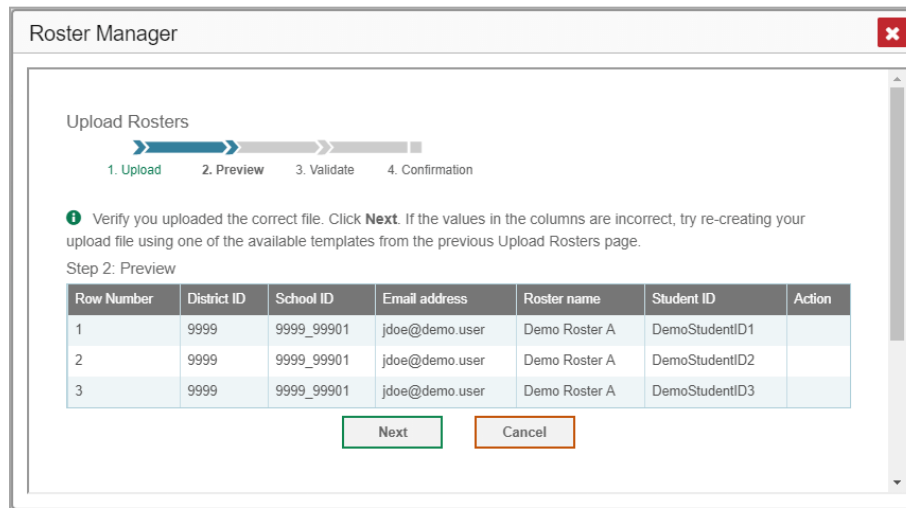 Roster Manager
Upload Rosters
1. Upload 2. Preview 3. Validate 4. Confirmation
Verify you uploaded the correct file. Click Next. If the values in the columns are incorrect, try re-creating your
upload file using one of the available templates from the previous Upload Rosters page.
Step 2: Preview
Row Number District ID School ID Email address Roster name Student ID Action
1 9999 9999_99901 jdoe@demo.user Demo Roster A DemoStudentID1
2 9999 9999_99901 jdoe@demo.user Demo Roster A DemoStudentID2
3 9999 9999_99901 jdoe@demo.user Demo Roster A DemoStudentID3
Next Cancel